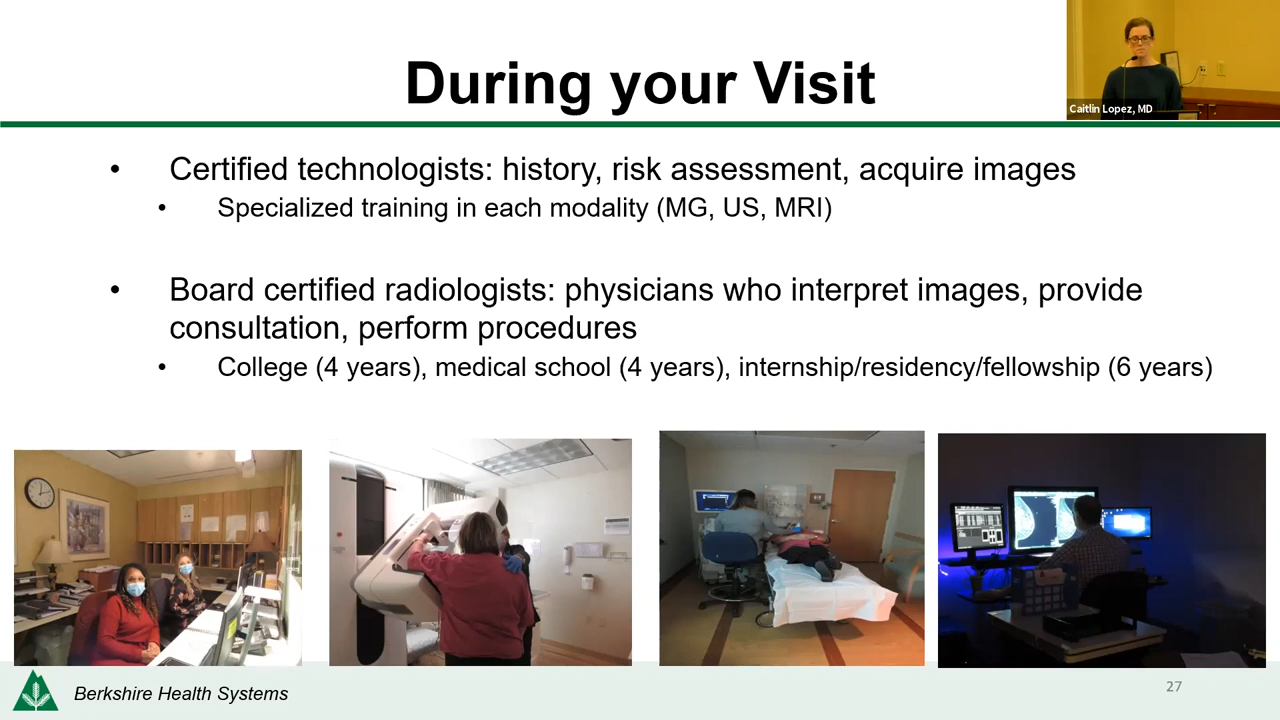 During your Visit
Caitlin Lopez, MD
• Certified technologists: history, risk assessment, acquire images
• Specialized training in each modality (MG, US, MRI)
• Board certified radiologists: physicians who interpret images, provide
consultation, perform procedures
• College (4 years), medical school (4 years), internship/residency/fellowship (6 years)
Berkshire Health Systems
27